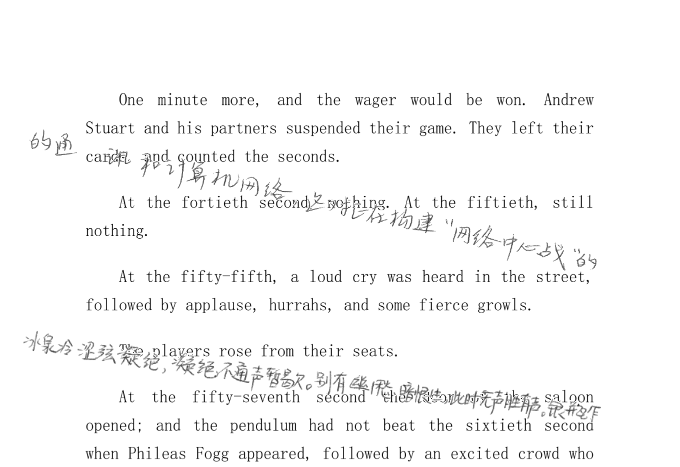 One minute more, and the wager would be won. Andrew
Stuart and his partners suspended their game. They left their
的通讯和计算机网络，这对在构建“网络中心战”的
cards, and counted the seconds.
At the fortieth second, nothing. At the fiftieth, still
nothing.
At the fifty-fifth, a loud cry was heard in the street,
followed by applause, hurrahs, and some fierce growls.
The players rose from their seats.
冰泉冷涩弦凝绝，凝绝不通声暂歇。别有幽愁暗恨生，此时无声胜有声。银瓶乍
At the fifty-seventh second the door of the saloon
opened; and the pendulum had not beat the sixtieth second
when Phileas Fogg appeared, followed by an excited crowd who